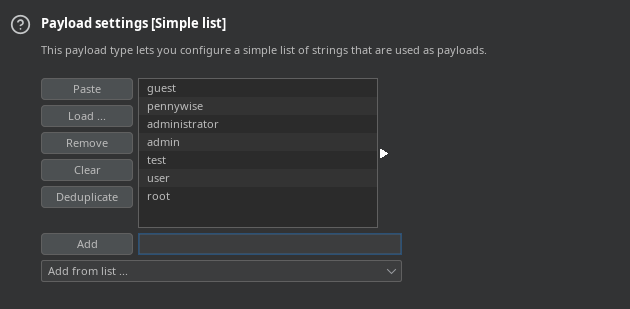 Payload settings [Simple list]
This payload type lets you configure a simple list of strings that are used as payloads.
Paste
Load ...
Remove
Clear
Deduplicate
guest
pennywise
administrator
admin
test
user
root
Add
Add from list ...